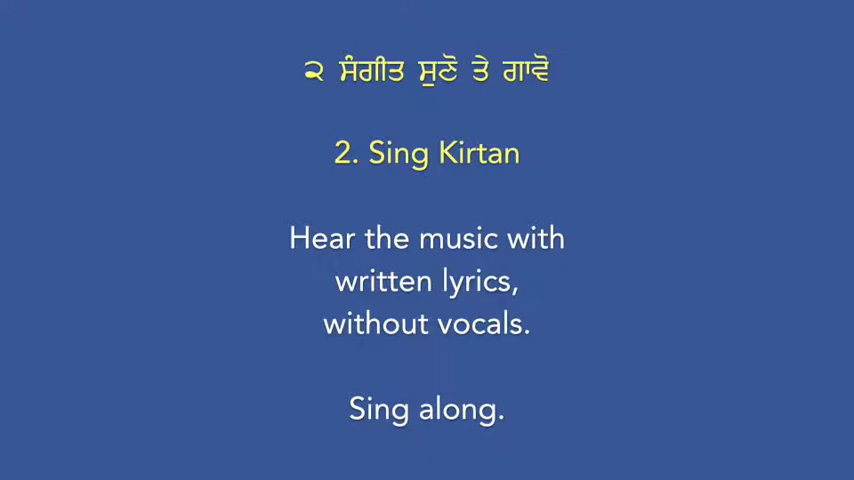 ੨ ਸੰਗੀਤ ਸੁਣੋ ਤੇ ਗਾਵੋ
2. Sing Kirtan
Hear the music with
written lyrics,
without vocals.
Sing along.